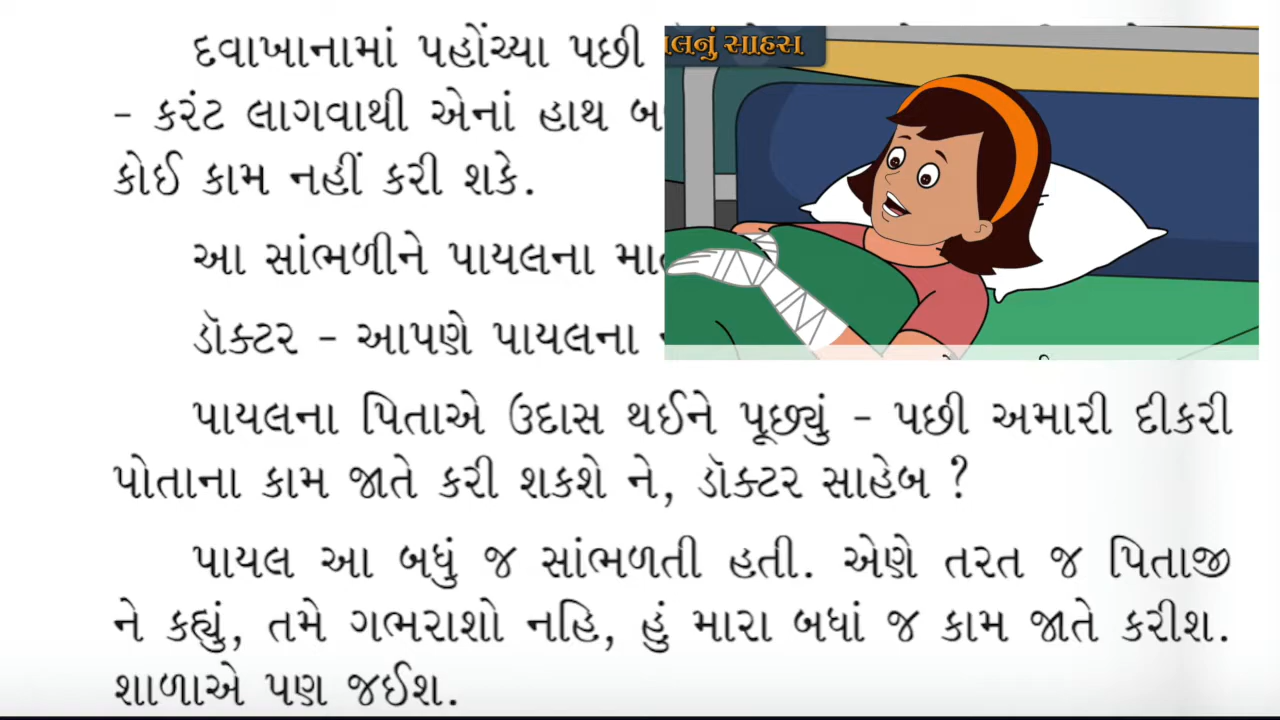 દવાખાનામાં પહોંચ્યા પછી
- કરંટ લાગવાથી એનાં હાથ
કોઈ કામ નહીં કરી શકે.
આ સાંભળીને પાયલના
ડૉક્ટર - આપણે પાયલના
પાયલના પિતાએ ઉદાસ થઈને પૂછ્યું - પછી અમારી દીકરી
પોતાના કામ જાતે કરી શકશે ને, ડૉક્ટર સાહેબ ?
પાયલ આ બધું જ સાંભળતી હતી. એણે તરત જ પિતાજી
ને કહ્યું, તમે ગભરાશો નહિ, હું મારા બધાં જ કામ જાતે કરીશ.
શાળાએ પણ જઈશ.
સાહસ